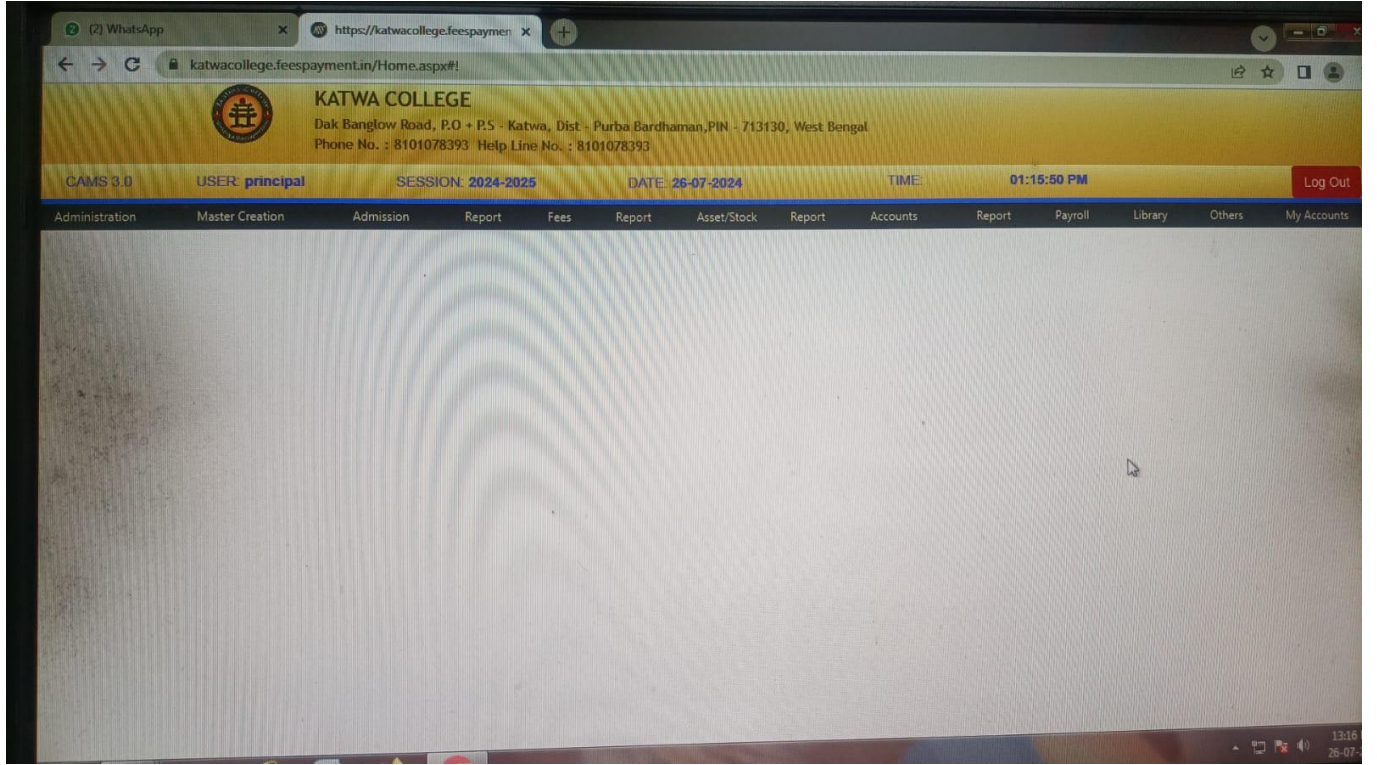 (2) WhatsApp
https://katwacollege.feespaymen
katwacollege.feespayment.in/Home.aspx#!
KATWA COLLEGE
Dak Banglow Road, P.O + P.S - Katwa, Dist - Purba Bardhaman,PIN - 713130, West Bengal
Phone No. : 8101078393 Help Line No. : 8101078393
CAMS 3.0 USER: principal SESSION: 2024-2025 DATE: 26-07-2024 TIME: 01:15:50 PM Log Out
Administration Master Creation Admission Report Fees Report Asset/Stock Report Accounts Report Payroll Library Others My Accounts
13:16
26-07-